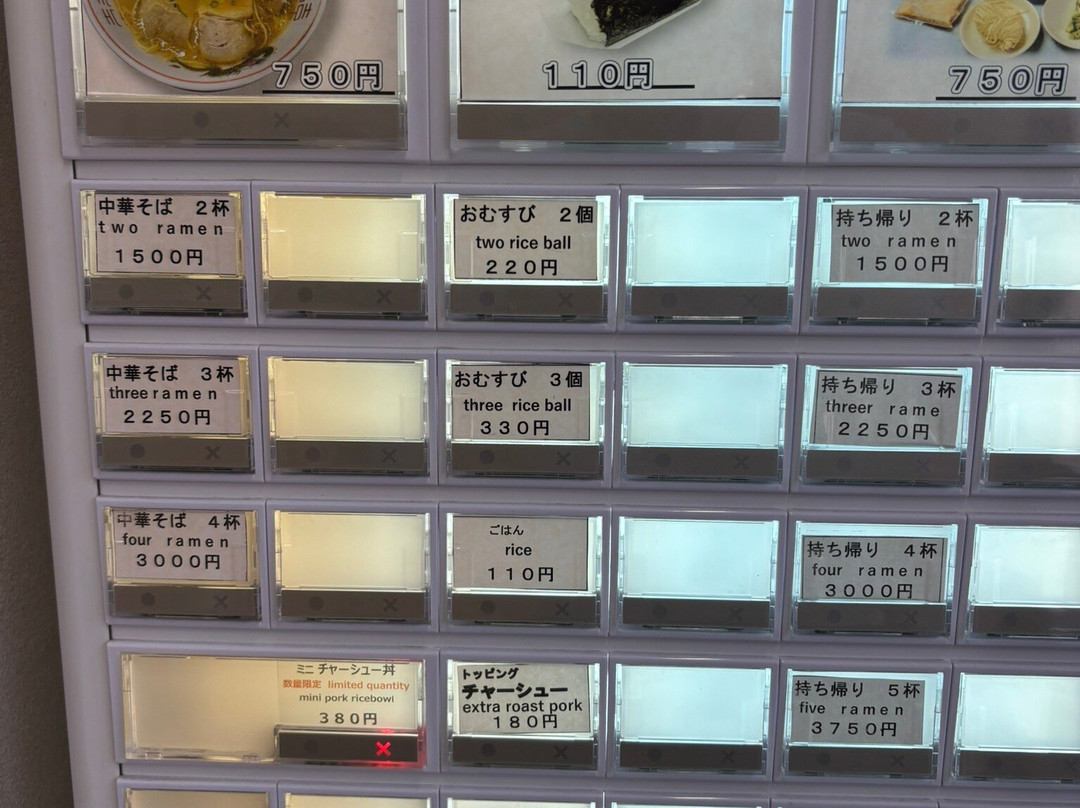 750円
110円
750円
中華そば　2杯
two ramen
1500円
おむすび　2個
two rice ball
220円
持ち帰り　2杯
two ramen
1500円
中華そば　3杯
three ramen
2250円
おむすび　3個
three rice ball
330円
持ち帰り　3杯
threer rame
2250円
中華そば　4杯
four ramen
3000円
ごはん
rice
110円
持ち帰り　4杯
four ramen
3000円
ミニ チャーシュー丼
数量限定 limited quantity
mini pork ricebowl
380円
トッピング
チャーシュー
extra roast pork
180円
持ち帰り　5杯
five ramen
3750円